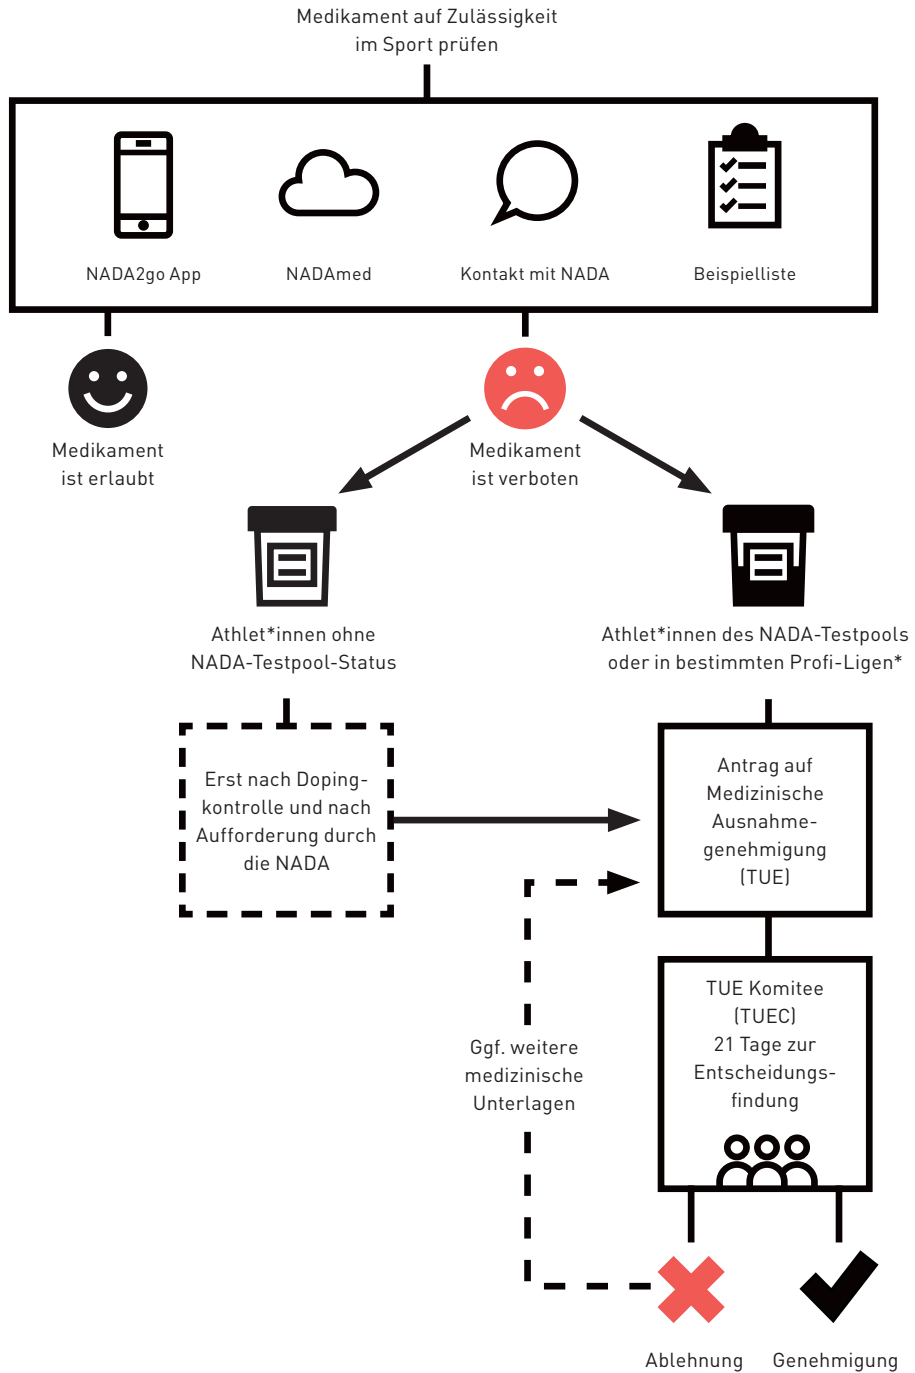 Medikament auf Zulässigkeit
im Sport prüfen
NADA2go App
NADAmed
Kontakt mit NADA
Beispielliste
Medikament
ist erlaubt
Medikament
ist verboten
Athlet*innen ohne
NADA-Testpool-Status
Athlet*innen des NADA-Testpools
oder in bestimmten Profi-Ligen*
Erst nach Doping-
kontrolle und nach
Aufforderung durch
die NADA
Antrag auf
Medizinische
Ausnahme-
genehmigung
(TUE)
TUE Komitee
(TUEC)
21 Tage zur
Entscheidungs-
findung
Ggf. weitere
medizinische
Unterlagen
Ablehnung
Genehmigung